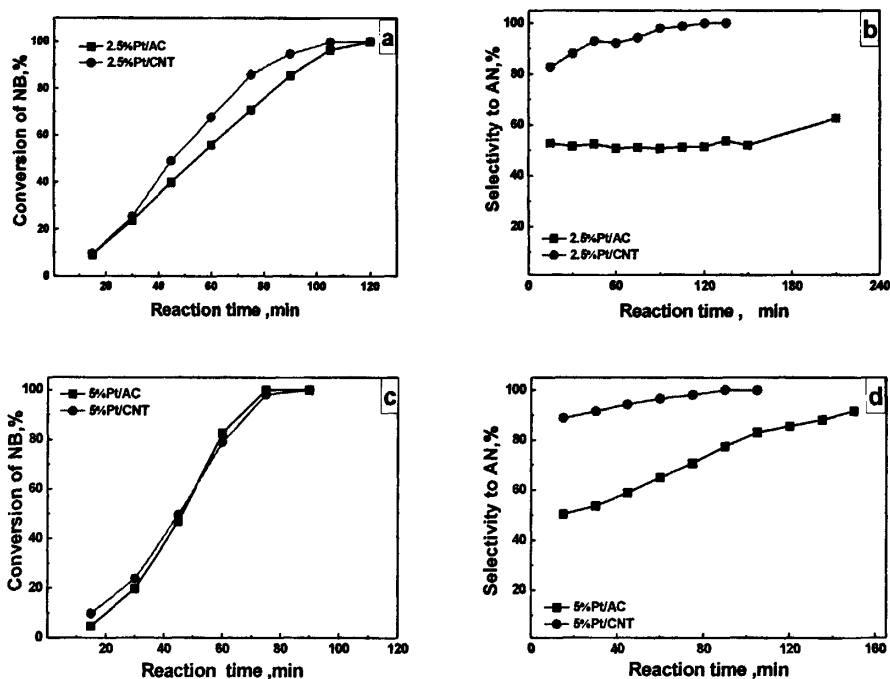 a
2.5%Pt/AC
2.5%Pt/CNT
Conversion of NB,%
100
80
60
40
20
0
20
40
60
80
100
120
Reaction time ,min
b
Selectivity to AN,%
100
80
60
40
20
2.5%Pt/AC
2.5%Pt/CNT
0
60
120
180
240
Reaction time , min
c
5%Pt/AC
5%Pt/CNT
Conversion of NB,%
100
80
60
40
20
0
20
40
60
80
100
120
Reaction time,min
d
Selectivity to AN,%
100
80
60
40
20
5%Pt/AC
5%Pt/CNT
0
40
80
120
160
Reaction time ,min